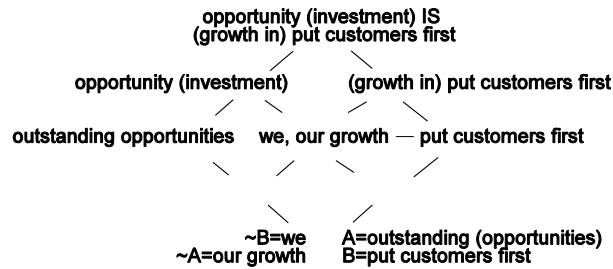 opportunity (investment) IS
(growth in) put customers first
opportunity (investment) (growth in) put customers first
outstanding opportunities we, our growth — put customers first
~B=we A=outstanding (opportunities)
~A=our growth B=put customers first